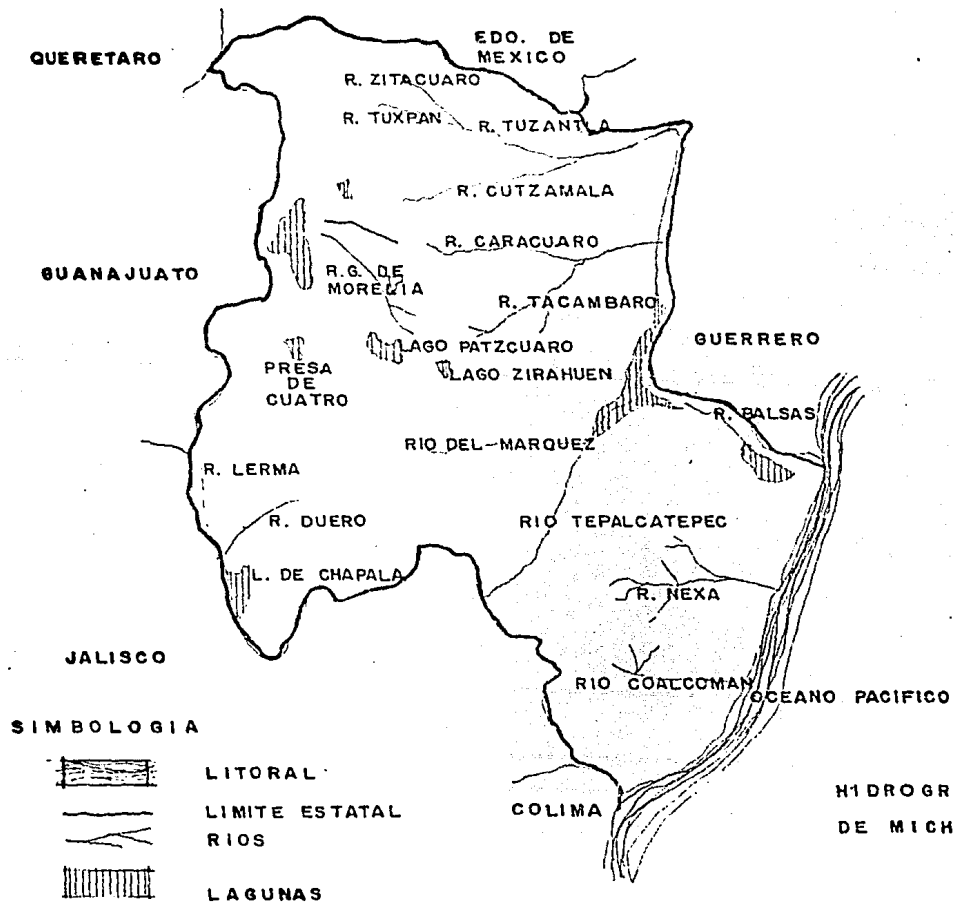 EDO. DE
MEXICO
QUERETARO
R. ZITACUARO
R. TUXPAN
R. TUZANTLA
R. CUTZAMALA
R. CARACUARO
GUANAJUATO
R.G. DE
MORELIA
R. TACAMBARO
GUERRERO
LAGO PATZCUARO
PRESA
DE
CUATRO
LAGO ZIRAHUEN
R. BALSAS
RIO DEL-MARQUEZ
R. LERMA
R. DUERO
RIO TEPALCATEPEC
L. DE CHAPALA
R. NEXA
JALISCO
RIO COALCOMAN
OCEANO PACIFICO
SIMBOLOGIA
LITORAL
LIMITE ESTATAL
RIOS
LAGUNAS
COLIMA
HIDROGR
DE MICH